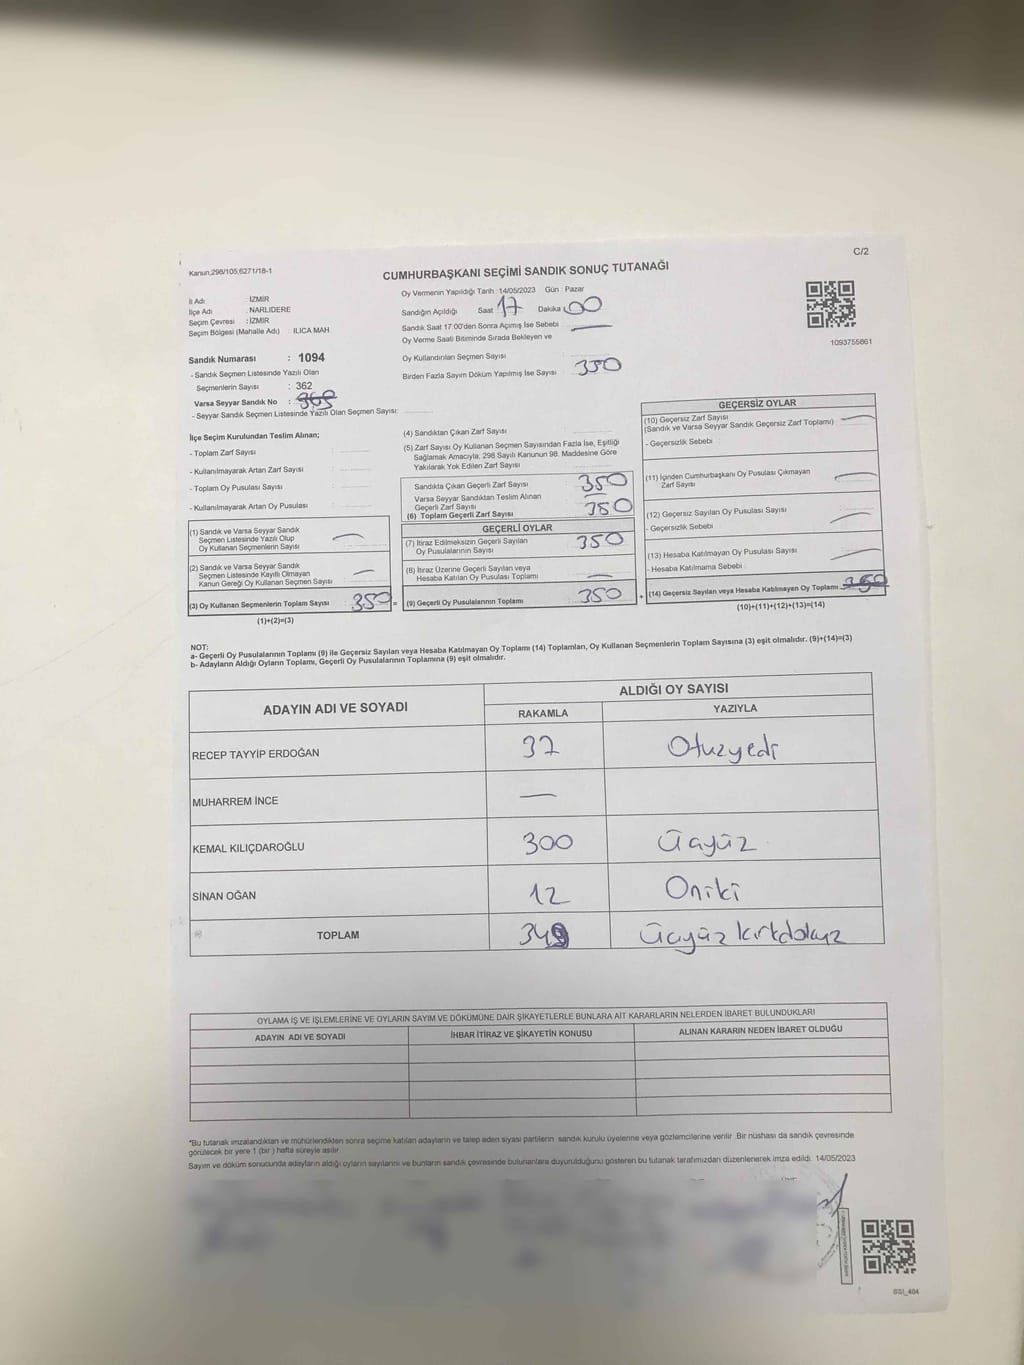 C/2
Kanun;298/105;6271/18-1
CUMHURBAŞKANI SEÇİMİ SANDIK SONUÇ TUTANAĞI
İl Adı : İZMİR
İlçe Adı : NARLIDERE
Seçim Çevresi : İZMİR
Seçim Bölgesi (Mahalle Adı) : ILICA MAH.
Oy Vermenin Yapıldığı Tarih : 14/05/2023 Gün : Pazar
Sandığın Açıldığı Saat 17 Dakika 00
Sandık Saat 17:00'den Sonra Açımış İse Sebebi
Oy Verme Saati Bitiminde Sırada Bekleyen ve
Oy Kullandırılan Seçmen Sayısı
Birden Fazla Sayım Döküm Yapılmış İse Sayısı 350
1093755861
Sandık Numarası : 1094
- Sandık Seçmen Listesinde Yazılı Olan
Seçmenlerin Sayısı : 362
Varsa Seyyar Sandık No :
- Seyyar Sandık Seçmen Listesinde Yazılı Olan Seçmen Sayısı:
İlçe Seçim Kurulundan Teslim Alınan;
- Toplam Zarf Sayısı :
- Kullanılmayarak Artan Zarf Sayısı :
- Toplam Oy Pusulası Sayısı :
- Kullanılmayarak Artan Oy Pusulası :
(1) Sandık ve Varsa Seyyar Sandık
Seçmen Listesinde Yazılı Olup
Oy Kullanan Seçmenlerin Sayısı
(2) Sandık ve Varsa Seyyar Sandık
Seçmen Listesinde Kayıtlı Olmayan
Kanun Gereği Oy Kullanan Seçmen Sayısı
(3) Oy Kullanan Seçmenlerin Toplam Sayısı 350 =
(1)+(2)=(3)
(4) Sandıktan Çıkan Zarf Sayısı :
(5) Zarf Sayısı Oy Kullanan Seçmen Sayısından Fazla İse, Eşitliği
Sağlamak Amacıyla, 298 Sayılı Kanunun 98. Maddesine Göre
Yakılarak Yok Edilen Zarf Sayısı
Sandıkta Çıkan Geçerli Zarf Sayısı 350
Varsa Seyyar Sandıktan Teslim Alınan
Geçerli Zarf Sayısı
(6) Toplam Geçerli Zarf Sayısı 350
GEÇERLİ OYLAR
(7) İtiraz Edilmeksizin Geçerli Sayılan
Oy Pusulalarının Sayısı 350
(8) İtiraz Üzerine Geçerli Sayılan veya
Hesaba Katılan Oy Pusulası Toplamı
(9) Geçerli Oy Pusulalarının Toplamı 350 +
GEÇERSİZ OYLAR
(10) Geçersiz Zarf Sayısı
(Sandık ve Varsa Seyyar Sandık Geçersiz Zarf Toplamı) :
- Geçersizlik Sebebi :
(11) İçinden Cumhurbaşkanı Oy Pusulası Çıkmayan
Zarf Sayısı
(12) Geçersiz Sayılan Oy Pusulası Sayısı :
- Geçersizlik Sebebi
(13) Hesaba Katılmayan Oy Pusulası Sayısı :
- Hesaba Katılmama Sebebi :
(14) Geçersiz Sayılan veya Hesaba Katılmayan Oy Toplamı 350
(10)+(11)+(12)+(13)=(14)
NOT:
a- Geçerli Oy Pusulalarının Toplamı (9) ile Geçersiz Sayılan veya Hesaba Katılmayan Oy Toplamı (14) Toplamları, Oy Kullanan Seçmenlerin Toplam Sayısına (3) eşit olmalıdır. (9)+(14)=(3)
b- Adayların Aldığı Oyların Toplamı, Geçerli Oy Pusulalarının Toplamına (9) eşit olmalıdır.
ADAYIN ADI VE SOYADI ALDIĞI OY SAYISI
RAKAMLA YAZIYLA
RECEP TAYYİP ERDOĞAN 37 Otuzyedi
MUHARREM İNCE —
KEMAL KILIÇDAROĞLU 300 Üçyüz
SİNAN OĞAN 12 Oniki
TOPLAM 349 Üçyüz kırkdokuz
OYLAMA İŞ VE İŞLEMLERİNE VE OYLARIN SAYIM VE DÖKÜMÜNE DAİR ŞİKAYETLERLE BUNLARA AİT KARARLARIN NELERDEN İBARET BULUNDUKLARI
ADAYIN ADI VE SOYADI İHBAR İTİRAZ VE ŞİKAYETİN KONUSU ALINAN KARARIN NEDEN İBARET OLDUĞU
*Bu tutanak imzalandıktan ve mühürlendikten sonra seçime katılan adayların ve talep eden siyasi partilerin sandık kurulu üyelerine veya gözlemcilerine verilir. Bir nüshası da sandık çevresinde
görülecek bir yere 1 (bir ) hafta süreyle asılır
Sayım ve döküm sonucunda adayların aldığı oyların sayılarını ve bunların sandık çevresinde bulunanlara duyurulduğunu gösteren bu tutanak tarafımızdan düzenlenerek imza edildi. 14/05/2023
SSI_404